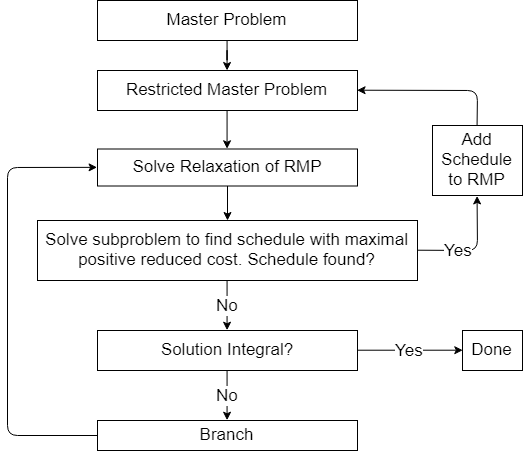 Master Problem
Restricted Master Problem
Add
Schedule
to RMP
Solve Relaxation of RMP
Solve subproblem to find schedule with maximal
positive reduced cost. Schedule found?
Yes
No
Solution Integral?
Yes
Done
No
Branch